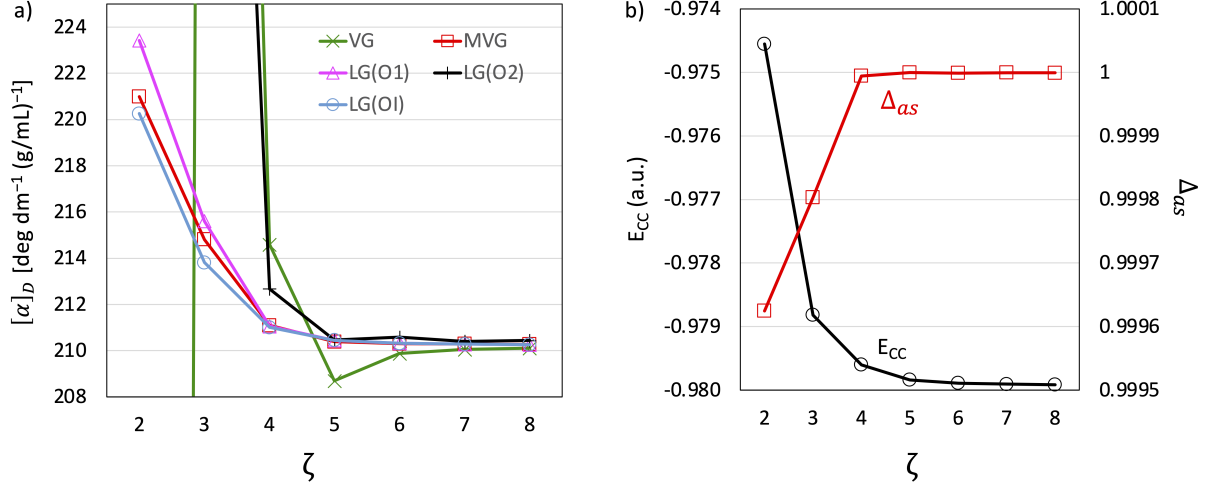 a)
224
222
220
218
216
214
212
210
208
[α]D [deg dm⁻¹ (g/mL)⁻¹]
VG MVG
LG(O1) LG(O2)
LG(OI)
2 3 4 5 6 7 8
ζ
b)
-0.974
-0.975
-0.976
-0.977
-0.978
-0.979
-0.980
ECC (a.u.)
Δas
ECC
1.0001
1
0.9999
0.9998
0.9997
0.9996
0.9995
Δas
2 3 4 5 6 7 8
ζ